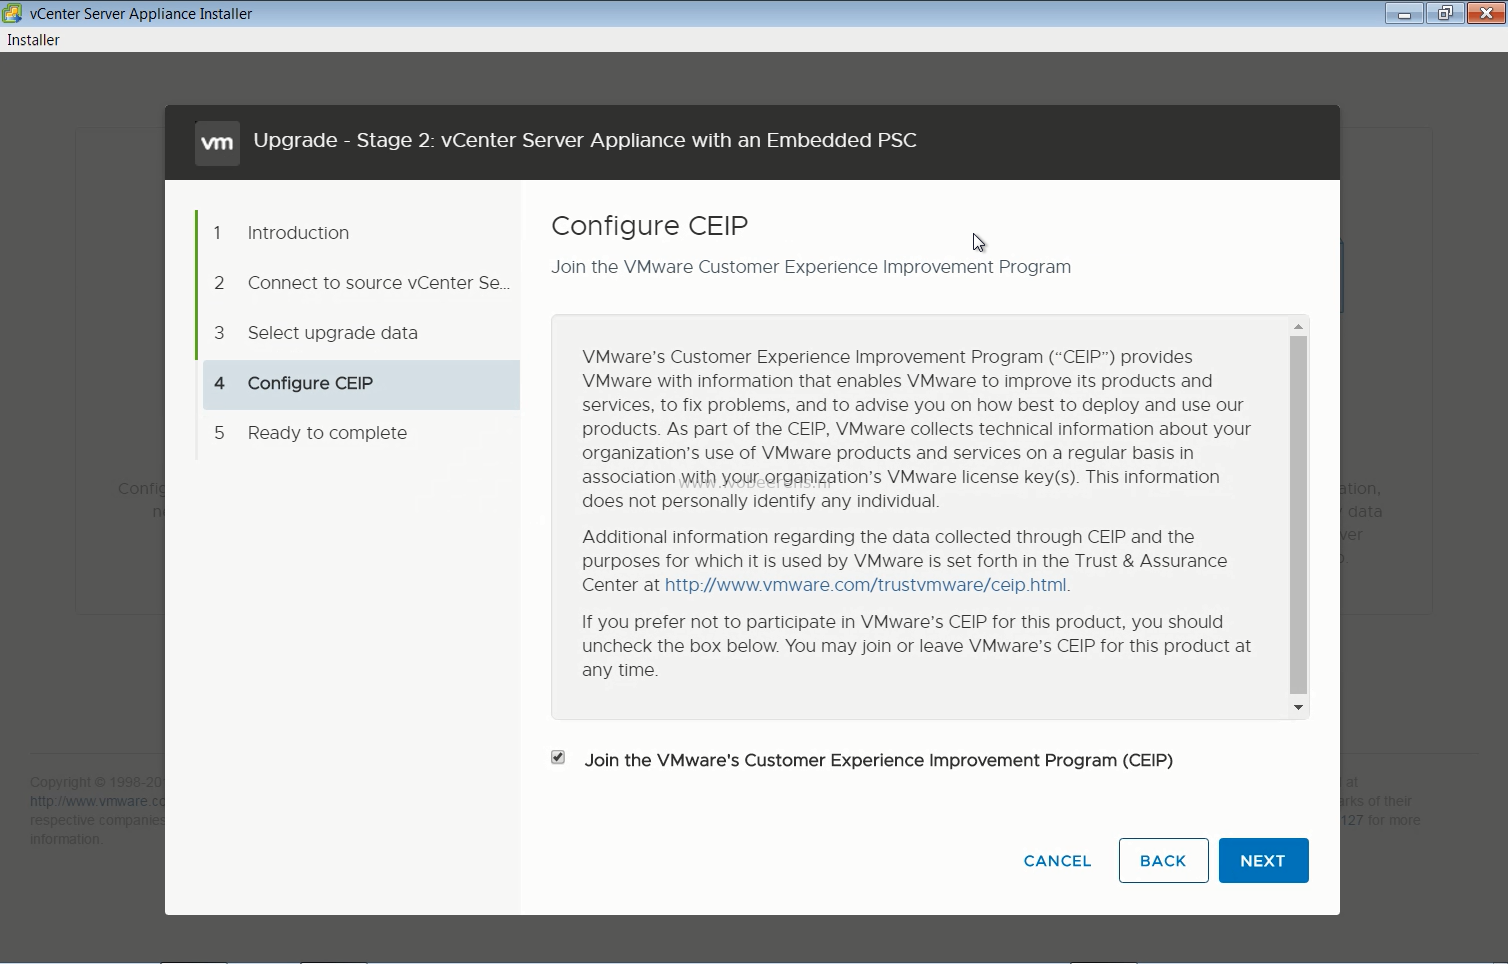 vCenter Server Appliance Installer
Installer
vm
Upgrade - Stage 2: vCenter Server Appliance with an Embedded PSC
1 Introduction
2 Connect to source vCenter Se...
3 Select upgrade data
4 Configure CEIP
5 Ready to complete
Configure CEIP
Join the VMware Customer Experience Improvement Program
VMware’s Customer Experience Improvement Program (“CEIP”) provides
VMware with information that enables VMware to improve its products and
services, to fix problems, and to advise you on how best to deploy and use our
products. As part of the CEIP, VMware collects technical information about your
organization’s use of VMware products and services on a regular basis in
association with your organization’s VMware license key(s). This information
does not personally identify any individual.
Additional information regarding the data collected through CEIP and the
purposes for which it is used by VMware is set forth in the Trust & Assurance
Center at http://www.vmware.com/trustvmware/ceip.html.
If you prefer not to participate in VMware’s CEIP for this product, you should
uncheck the box below. You may join or leave VMware’s CEIP for this product at
any time.
Join the VMware's Customer Experience Improvement Program (CEIP)
CANCEL BACK NEXT
Copyright © 1998-20
at
http://www.vmware.co
arks of their
respective companies
127 for more
information.
ation,
data